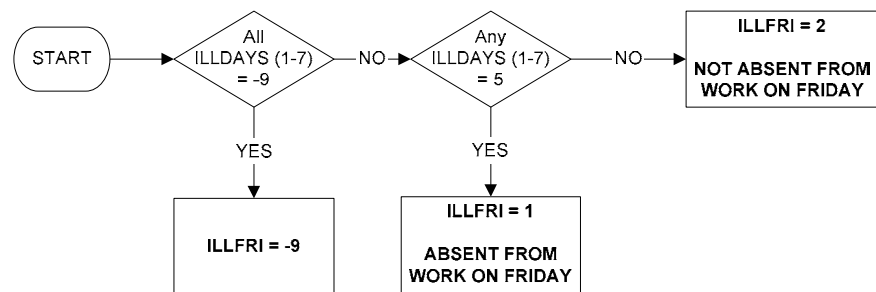 START
All
ILLDAYS (1-7)
= -9
NO
Any
ILLDAYS (1-7)
= 5
NO
ILLFRI = 2
NOT ABSENT FROM
WORK ON FRIDAY
YES
ILLFRI = -9
YES
ILLFRI = 1
ABSENT FROM
WORK ON FRIDAY